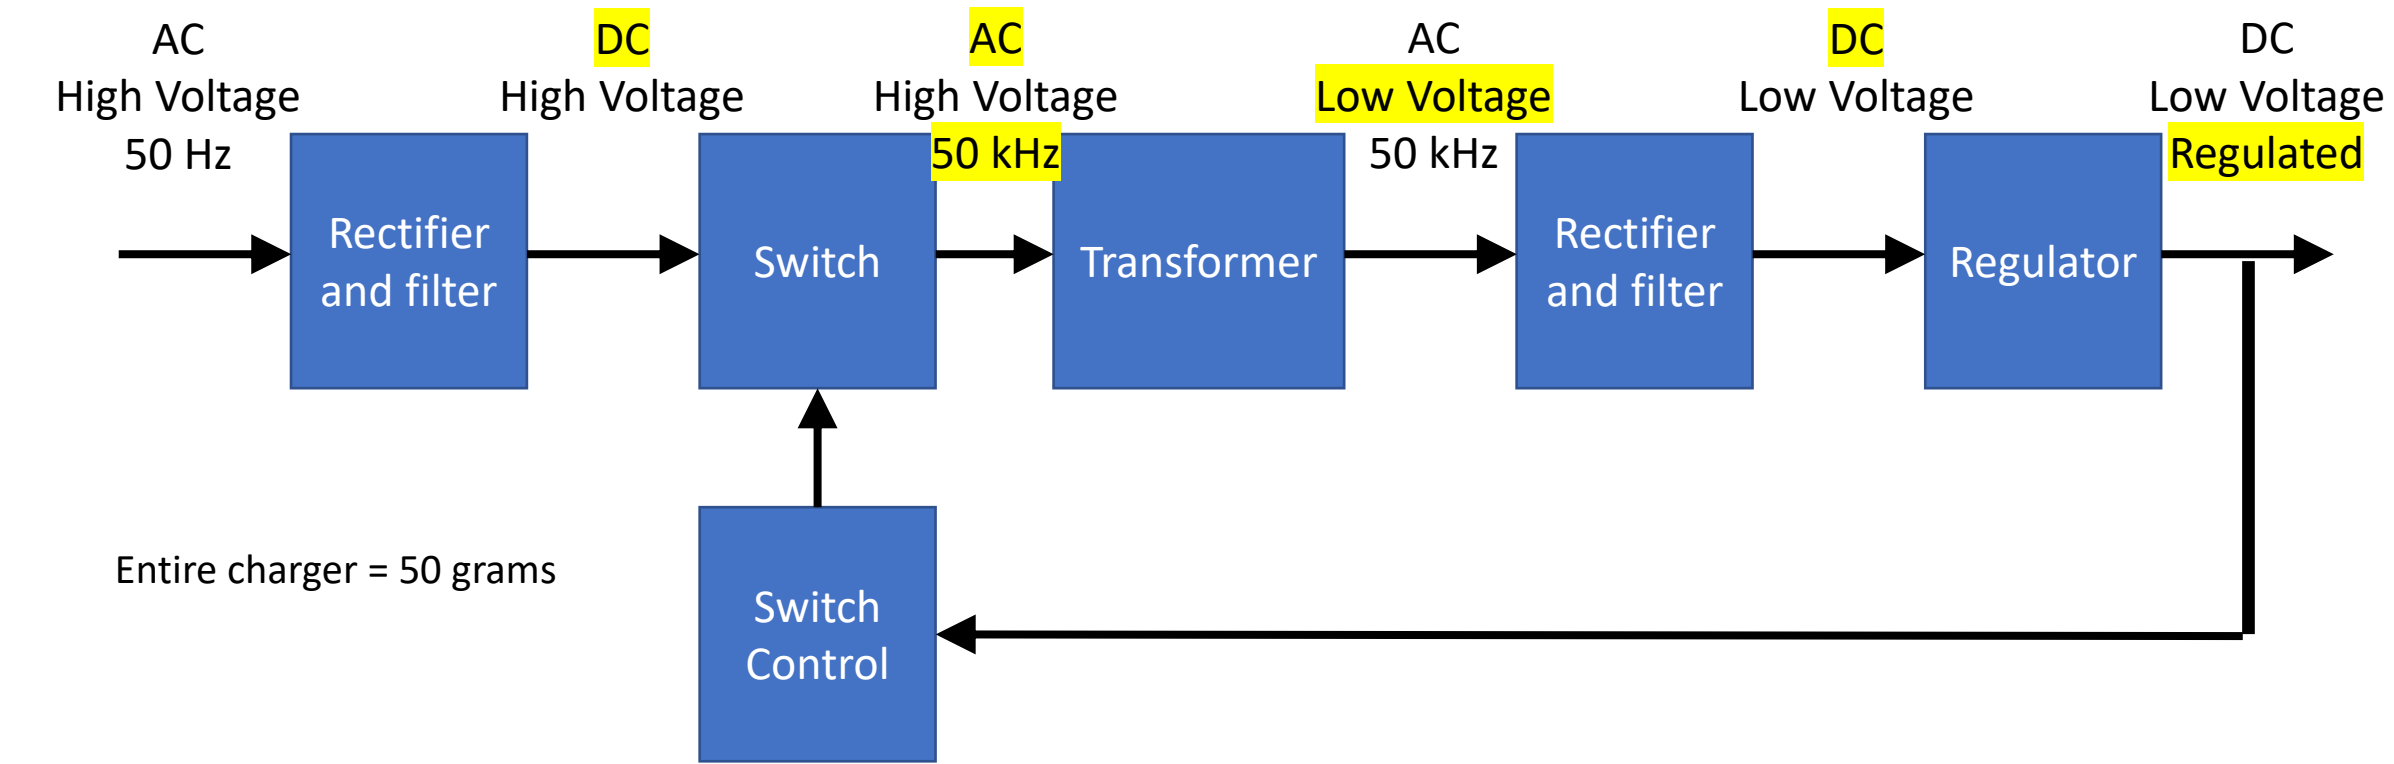 AC
High Voltage
50 Hz
DC
High Voltage
AC
High Voltage
50 kHz
AC
Low Voltage
50 kHz
DC
Low Voltage
DC
Low Voltage
Regulated
Rectifier
and filter
Switch
Transformer
Rectifier
and filter
Regulator
Entire charger = 50 grams
Switch
Control